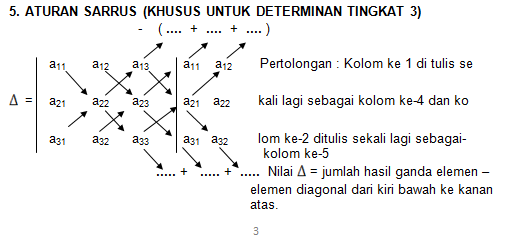 5. ATURAN SARRUS (KHUSUS UNTUK DETERMINAN TINGKAT 3)
- ( .... + .... + .... )
a11 a12 a13 a11 a12 Pertolongan : Kolom ke 1 di tulis se
Δ = a21 a22 a23 a21 a22 kali lagi sebagai kolom ke-4 dan ko
a31 a32 a33 a31 a32 lom ke-2 ditulis sekali lagi sebagai-
kolom ke-5
..... + ..... + ..... Nilai Δ = jumlah hasil ganda elemen –
elemen diagonal dari kiri bawah ke kanan
atas.
3